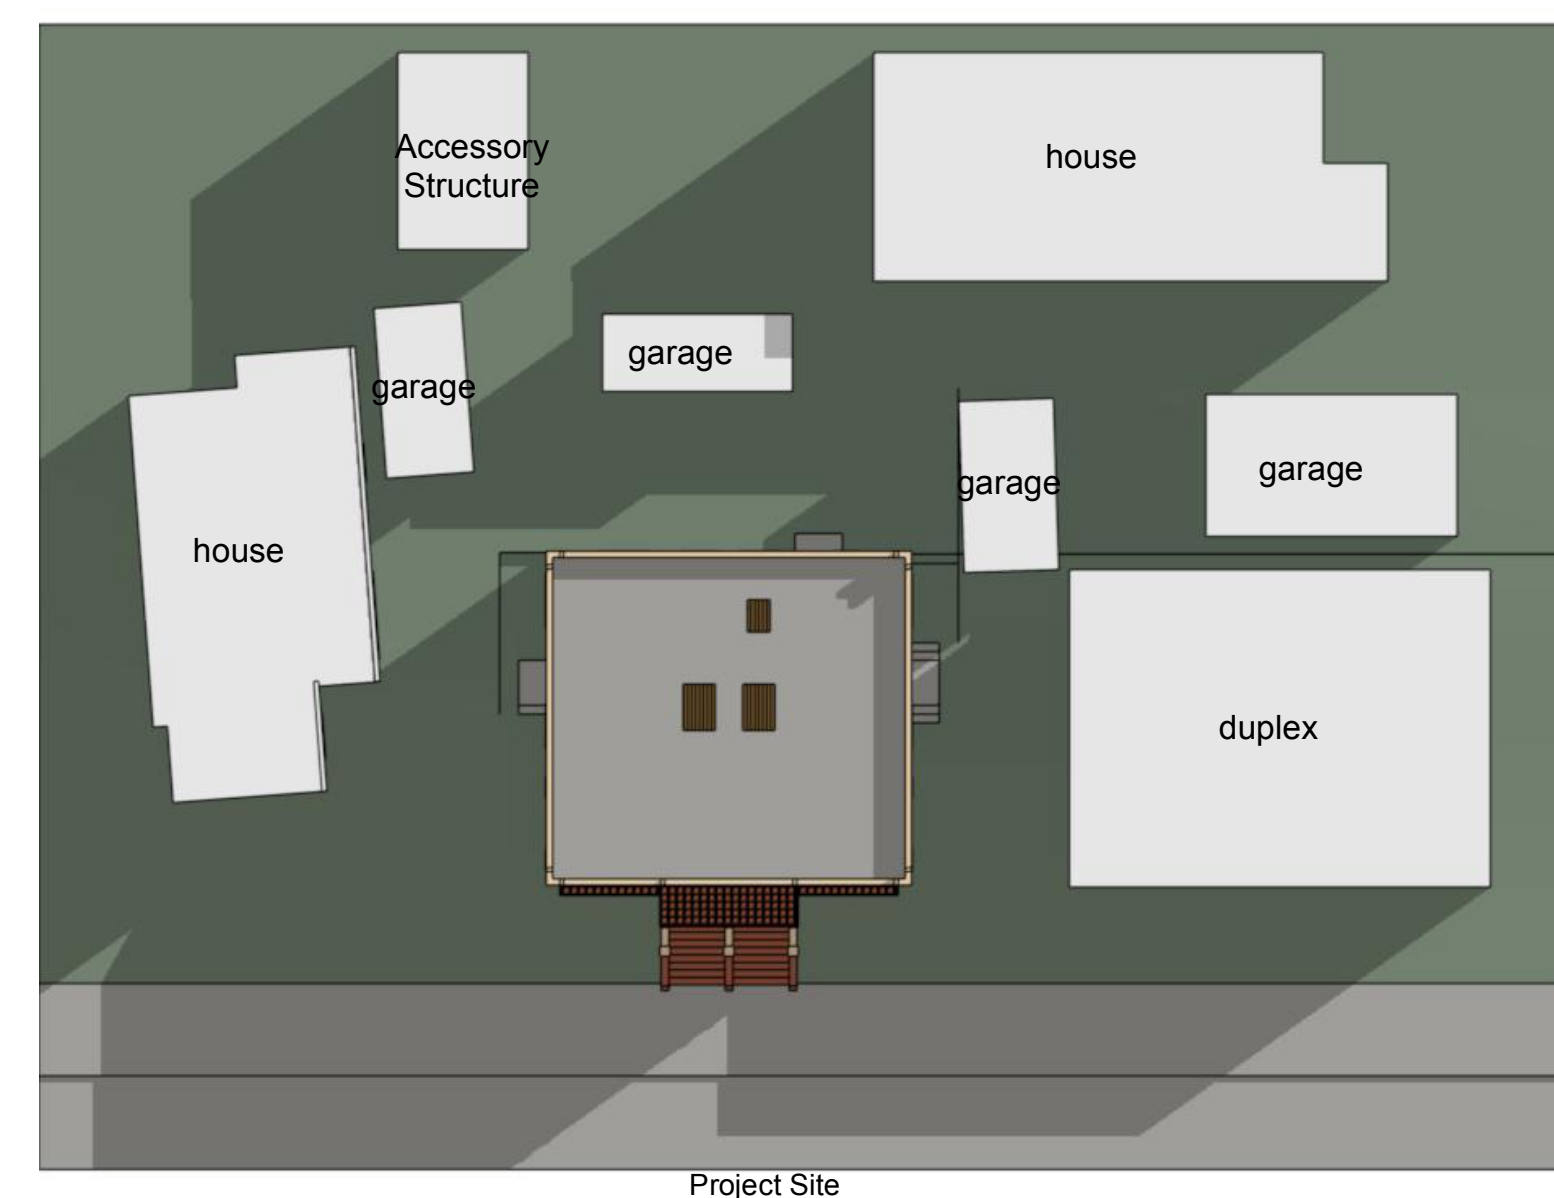 Accessory
Structure
house
garage
garage
garage
garage
house
duplex
Project Site